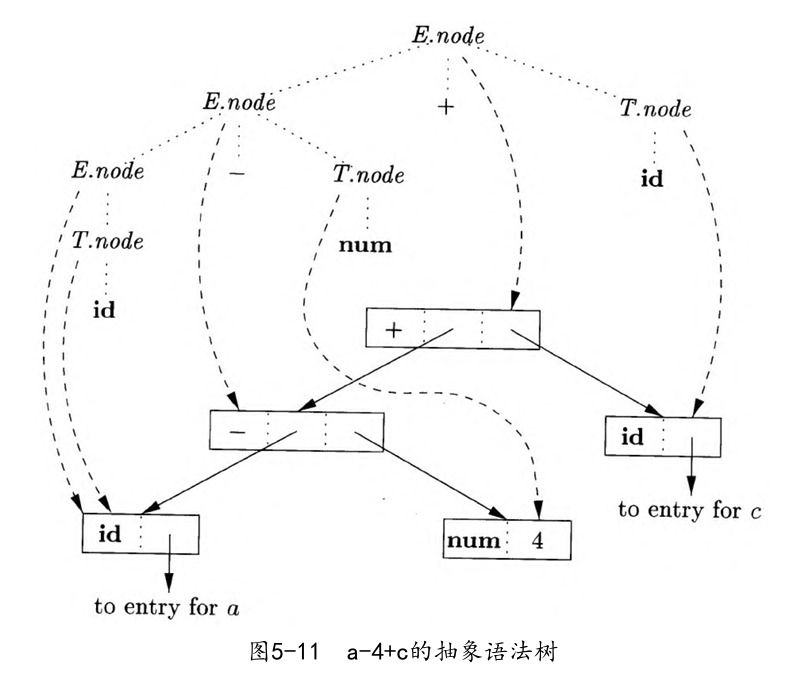 E.node
E.node + T.node
E.node − T.node id
T.node num
id
+
− id
to entry for c
id num 4
to entry for a
图5-11 a-4+c的抽象语法树